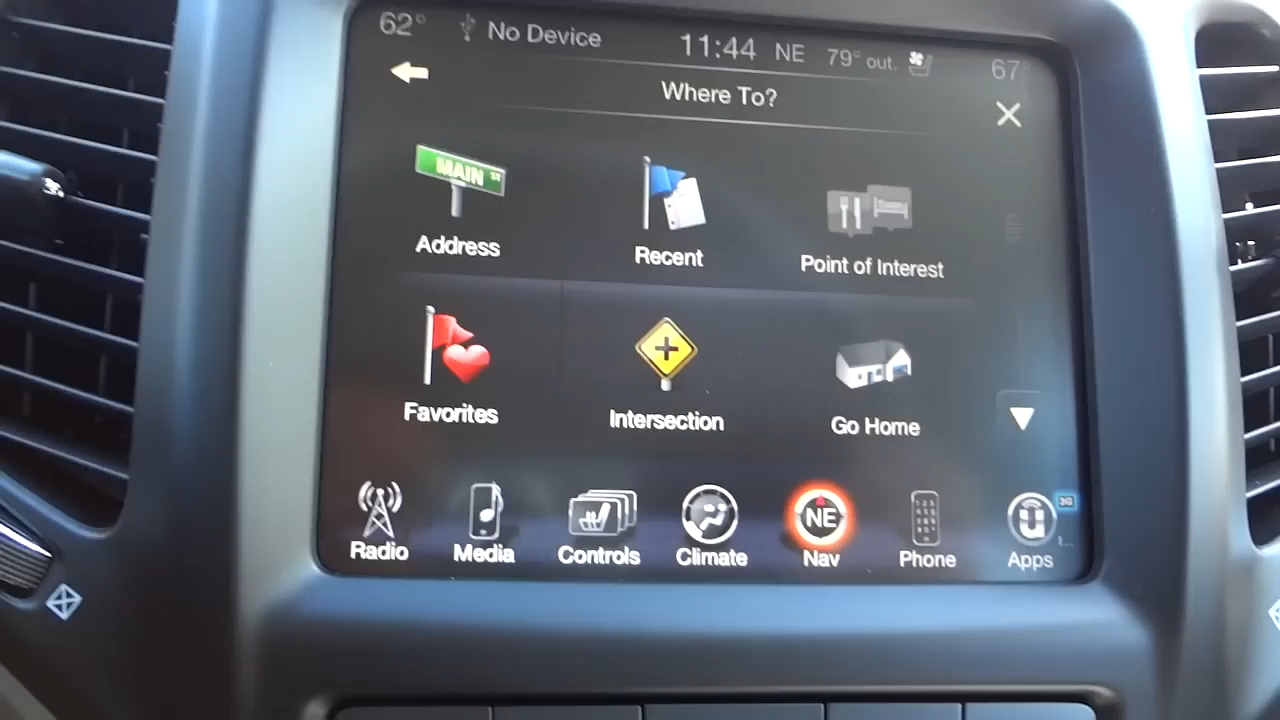 62° No Device 11:44 NE 79° out. 67
Where To?
MAIN ST
Address Recent Point of Interest
Favorites Intersection Go Home
NE 3G
Radio Media Controls Climate Nav Phone Apps